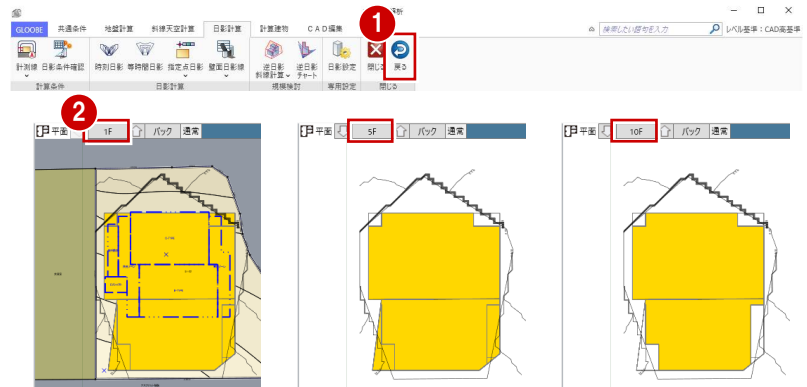 析
GLOOBE 共通条件 地盤計算 斜線天空計算 日影計算 計算建物 CAD編集
検索したい語句を入力 レベル基準：CAD高基準
1
計測線 日影条件確認 時刻日影 等時間日影 指定点日影 壁面日影線 逆日影斜線計算 逆日影チャート 日影設定 閉じる 戻る
計算条件 日影計算 規模検討 専用設定 閉じる
2
平面 1F バック 通常
平面 5F バック 通常
平面 10F バック 通常